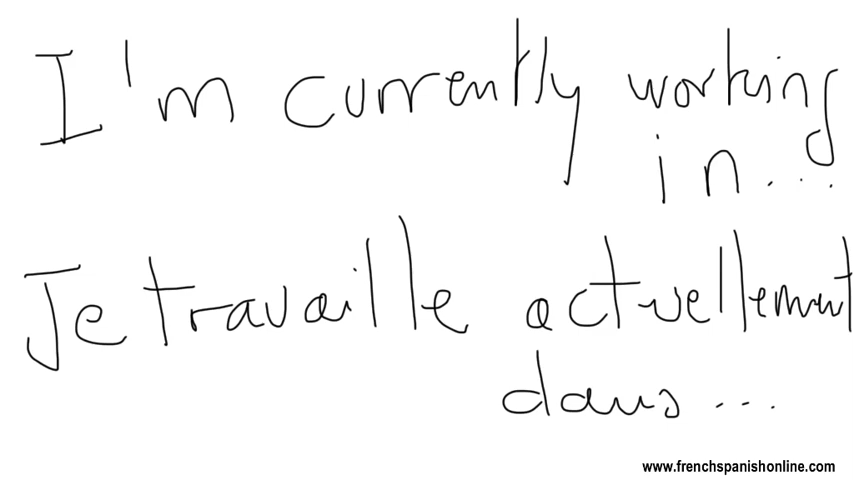 I'm currently working
in...
Je travaille actuellement
dans...
www.frenchspanishonline.com